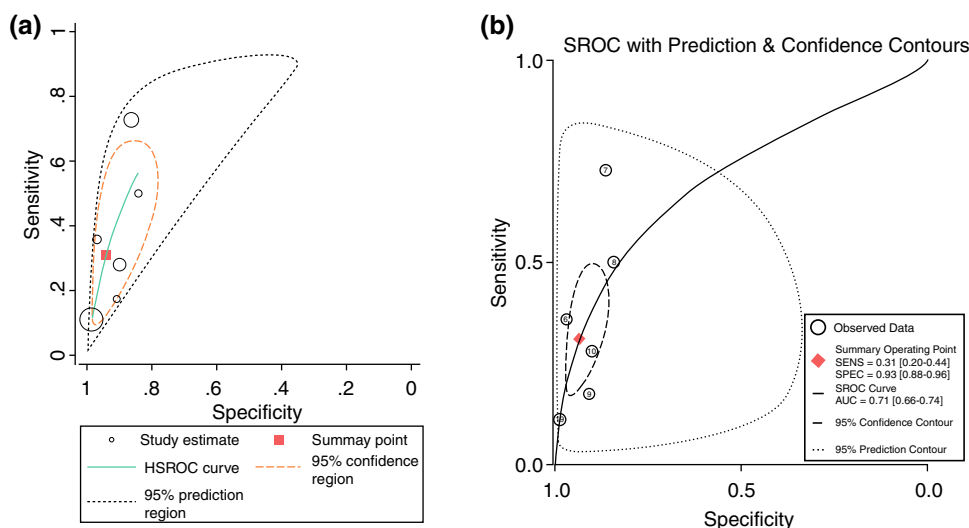 (a)
1
.8
.6
.4
.2
0
Sensitivity
1
.8
.6
.4
.2
0
Specificity
Study estimate
Summay point
HSROC curve
95% confidence
region
95% prediction
region
(b)
SROC with Prediction & Confidence Contours
1.0
0.5
0.0
Sensitivity
7
8
6
10
9
1.0
0.5
0.0
Specificity
Observed Data
Summary Operating Point
SENS = 0.31 [0.20-0.44]
SPEC = 0.93 [0.88-0.96]
SROC Curve
AUC = 0.71 [0.66-0.74]
95% Confidence Contour
95% Prediction Contour